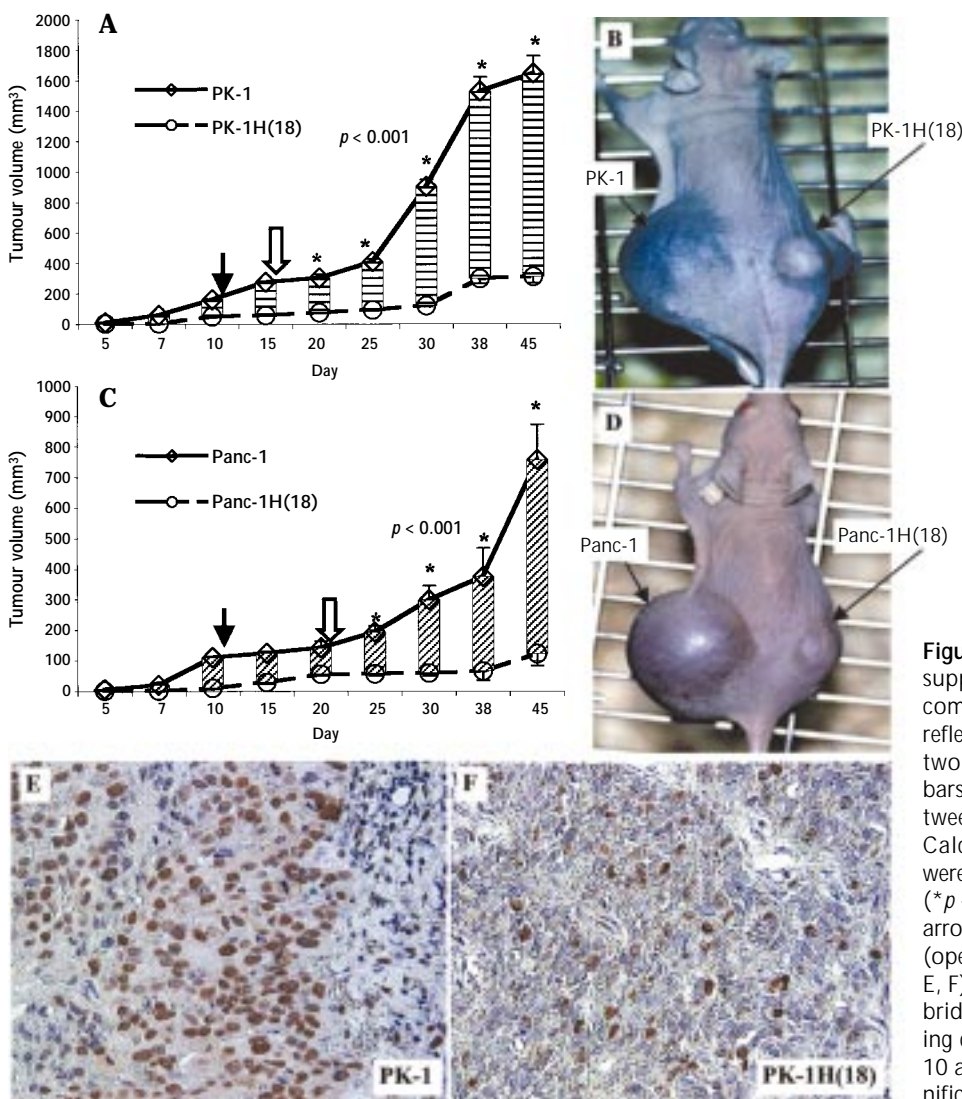 A
2000
1800
1600
1400
1200
1000
800
600
400
200
0
Tumour volume (mm³)
PK-1
PK-1H(18)
p < 0.001
*
*
*
*
*
5 7 10 15 20 25 30 38 45
Day
B
PK-1
PK-1H(18)
C
1000
900
800
700
600
500
400
300
200
100
0
Tumour volume (mm³)
Panc-1
Panc-1H(18)
p < 0.001
*
*
*
*
5 7 10 15 20 25 30 38 45
Day
D
Panc-1
Panc-1H(18)
E
PK-1
F
PK-1H(18)
Figu
supp
com
refle
two
bars
twee
Calc
were
(*p
arro
(ope
E, F)
brid
ing
10 a
nific